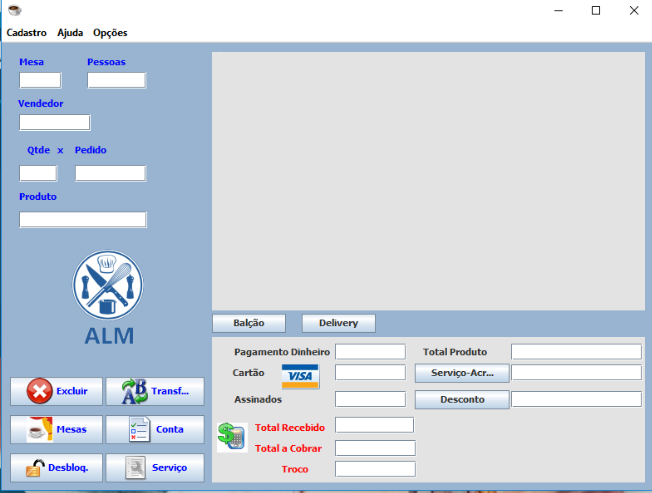 Cadastro Ajuda Opções
Mesa Pessoas
Vendedor
Qtde x Pedido
Produto
ALM
Balção Delivery
Pagamento Dinheiro Total Produto
Cartão VISA Serviço-Acr...
Assinados Desconto
Excluir Transf...
Total Recebido
Mesas Conta
Total a Cobrar
Desbloq. Serviço
Troco